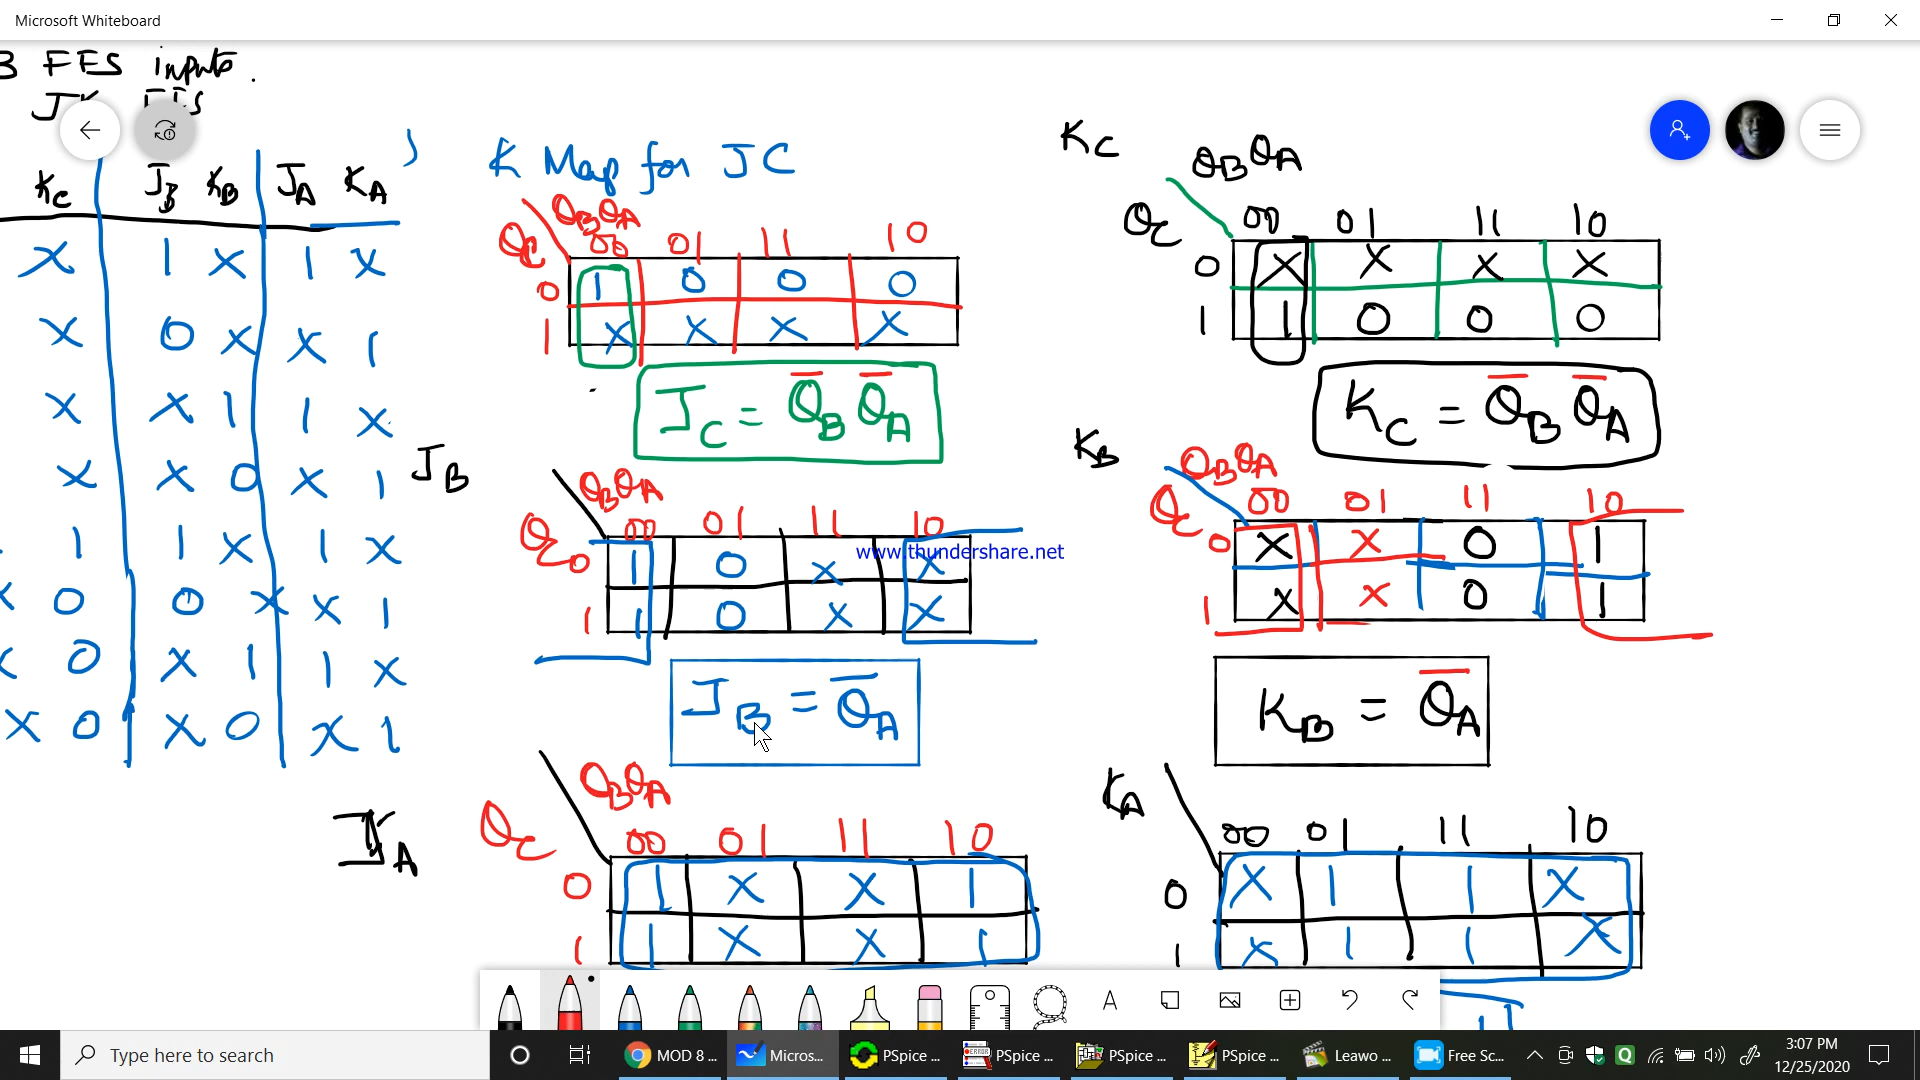 Microsoft Whiteboard
B FFS inputs.
FFS
KC JB KB JA KA
X 1 X 1 X
X 0 X X 1
X X 1 1 X
X X 0 X 1
1 1 X 1 X
X 0 0 X X 1
X 0 X 1 1 X
X 0 X 0 X 1
K Map for JC
QBQA
QC 00 01 11 10
0 1 0 0 0
1 X X X X
JC = Q̅B Q̅A
KC
QBQA
QC 00 01 11 10
0 X X X X
1 1 0 0 0
KC = Q̅B Q̅A
JB
QBQA
QC 00 01 11 10
0 1 0 X X
1 1 0 X X
www.thundershare.net
JB = Q̅A
KB
QBQA
QC 00 01 11 10
0 X X 0 1
1 X X 0 1
KB = Q̅A
JA
QBQA
QC 00 01 11 10
0 1 X X 1
1 1 X X 1
KA
00 01 11 10
0 X 1 1 X
1 X 1 1 X
Type here to search
MOD 8 ...
Micros...
PSpice ...
PSpice ...
PSpice ...
PSpice ...
Leawo ...
Free Sc...
3:07 PM
12/25/2020